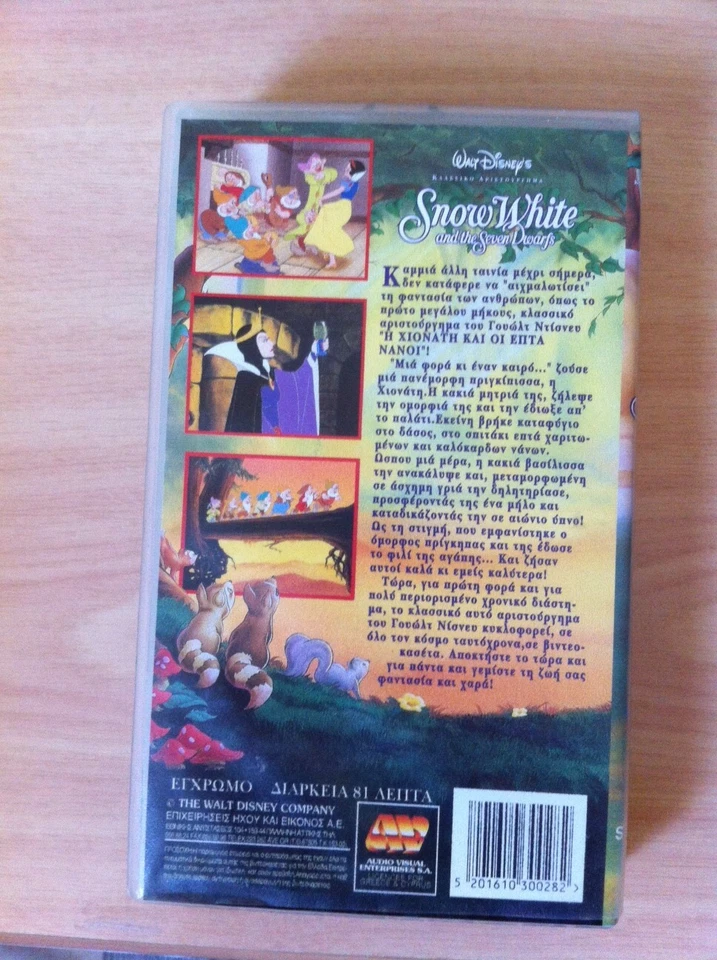 WALT DISNEY'S
ΚΛΑΣΣΙΚΟ ΑΡΙΣΤΟΥΡΓΗΜΑ
Snow White
and the Seven Dwarfs
Καμμιά άλλη ταινία μέχρι σήμερα,
δεν κατάφερε να "αιχμαλωτίσει"
τη φαντασία των ανθρώπων, όπως το
πρώτο μεγάλου μήκους, κλασσικό
αριστούργημα του Γουώλτ Ντίσνευ
"Η ΧΙΟΝΑΤΗ ΚΑΙ ΟΙ ΕΠΤΑ
ΝΑΝΟΙ"!
"Μιά φορά κι έναν καιρό..." ζούσε
μιά πανέμορφη πριγκίπισσα, η
Χιονάτη.Η κακιά μητριά της, ζήλεψε
την ομορφιά της και την έδιωξε απ'
το παλάτι.Εκείνη βρήκε καταφύγιο
στο δάσος, στο σπιτάκι επτά χαριτω-
μένων και καλόκαρδων νάνων.
Ώσπου μιά μέρα, η κακιά βασίλισσα
την ανακάλυψε και, μεταμορφωμένη
σε άσχημη γριά την δηλητηρίασε,
προσφέροντάς της ένα μήλο και
καταδικάζοντάς την σε αιώνιο ύπνο!
Ως τη στιγμή, που εμφανίστηκε ο
όμορφος πρίγκηπας και της έδωσε
το φιλί της αγάπης... Και ζήσαν
αυτοί καλά κι εμείς καλύτερα!
Τώρα, για πρώτη φορά και για
πολύ περιορισμένο χρονικό διάστη-
μα, το κλασσικό αυτό αριστούργημα
του Γουώλτ Ντίσνευ κυκλοφορεί, σε
όλο τον κόσμο ταυτόχρονα,σε βιντεο-
κασέτα. Αποκτήστε το τώρα και
για πάντα και γεμίστε τη ζωή σας
φαντασία και χαρά!
ΕΓΧΡΩΜΟ ΔΙΑΡΚΕΙΑ 81 ΛΕΠΤΑ
© THE WALT DISNEY COMPANY
ΕΠΙΧΕΙΡΗΣΕΙΣ ΗΧΟΥ ΚΑΙ ΕΙΚΟΝΟΣ Α.Ε.
AUDIO VISUAL
ENTERPRISES S.A.
LICENCEE FOR
GREECE & CYPRUS
5 201610 300282 >